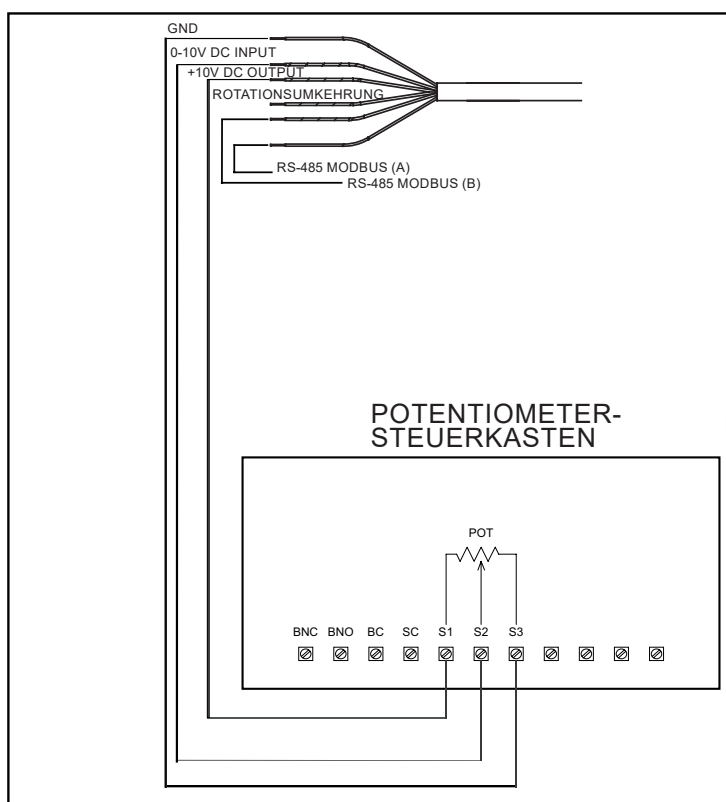 GND
0-10V DC INPUT
+10V DC OUTPUT
ROTATIONSUMKEHRUNG
RS-485 MODBUS (A)
RS-485 MODBUS (B)
POTENTIOMETER-
STEUERKASTEN
POT
BNC BNO BC SC S1 S2 S3